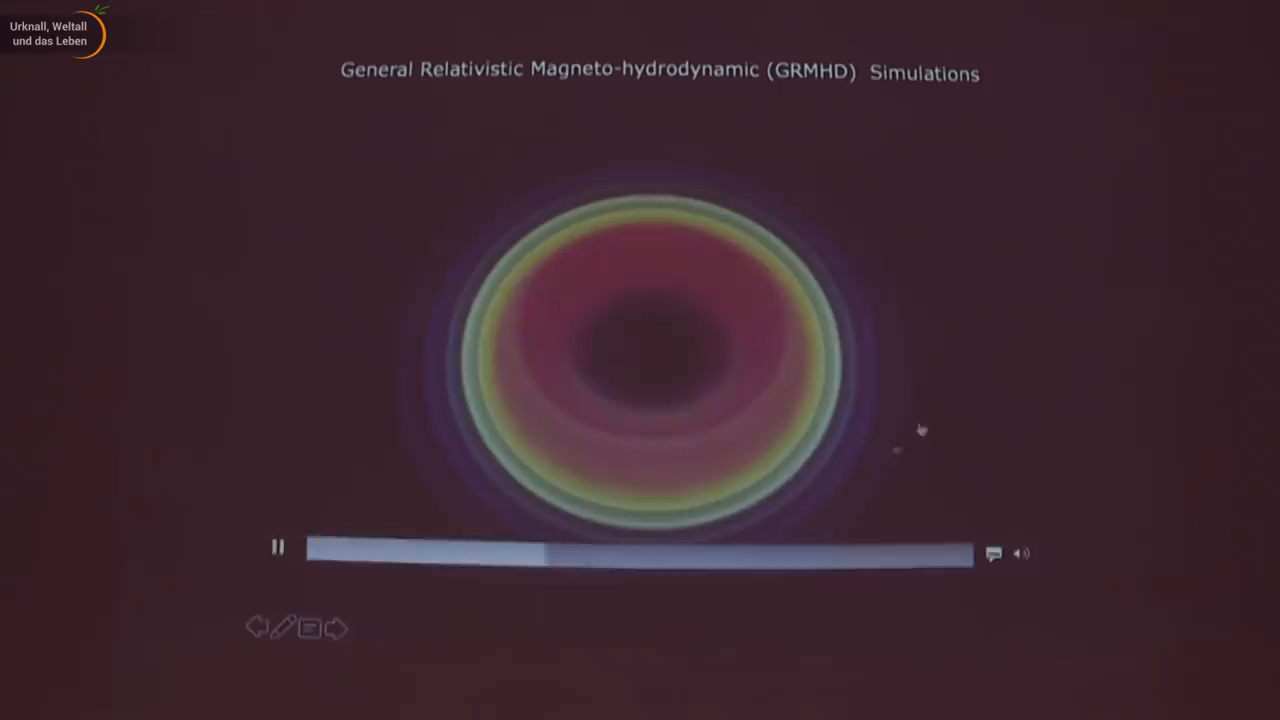 Urknall, Weltall
und das Leben
General Relativistic Magneto-hydrodynamic (GRMHD) Simulations